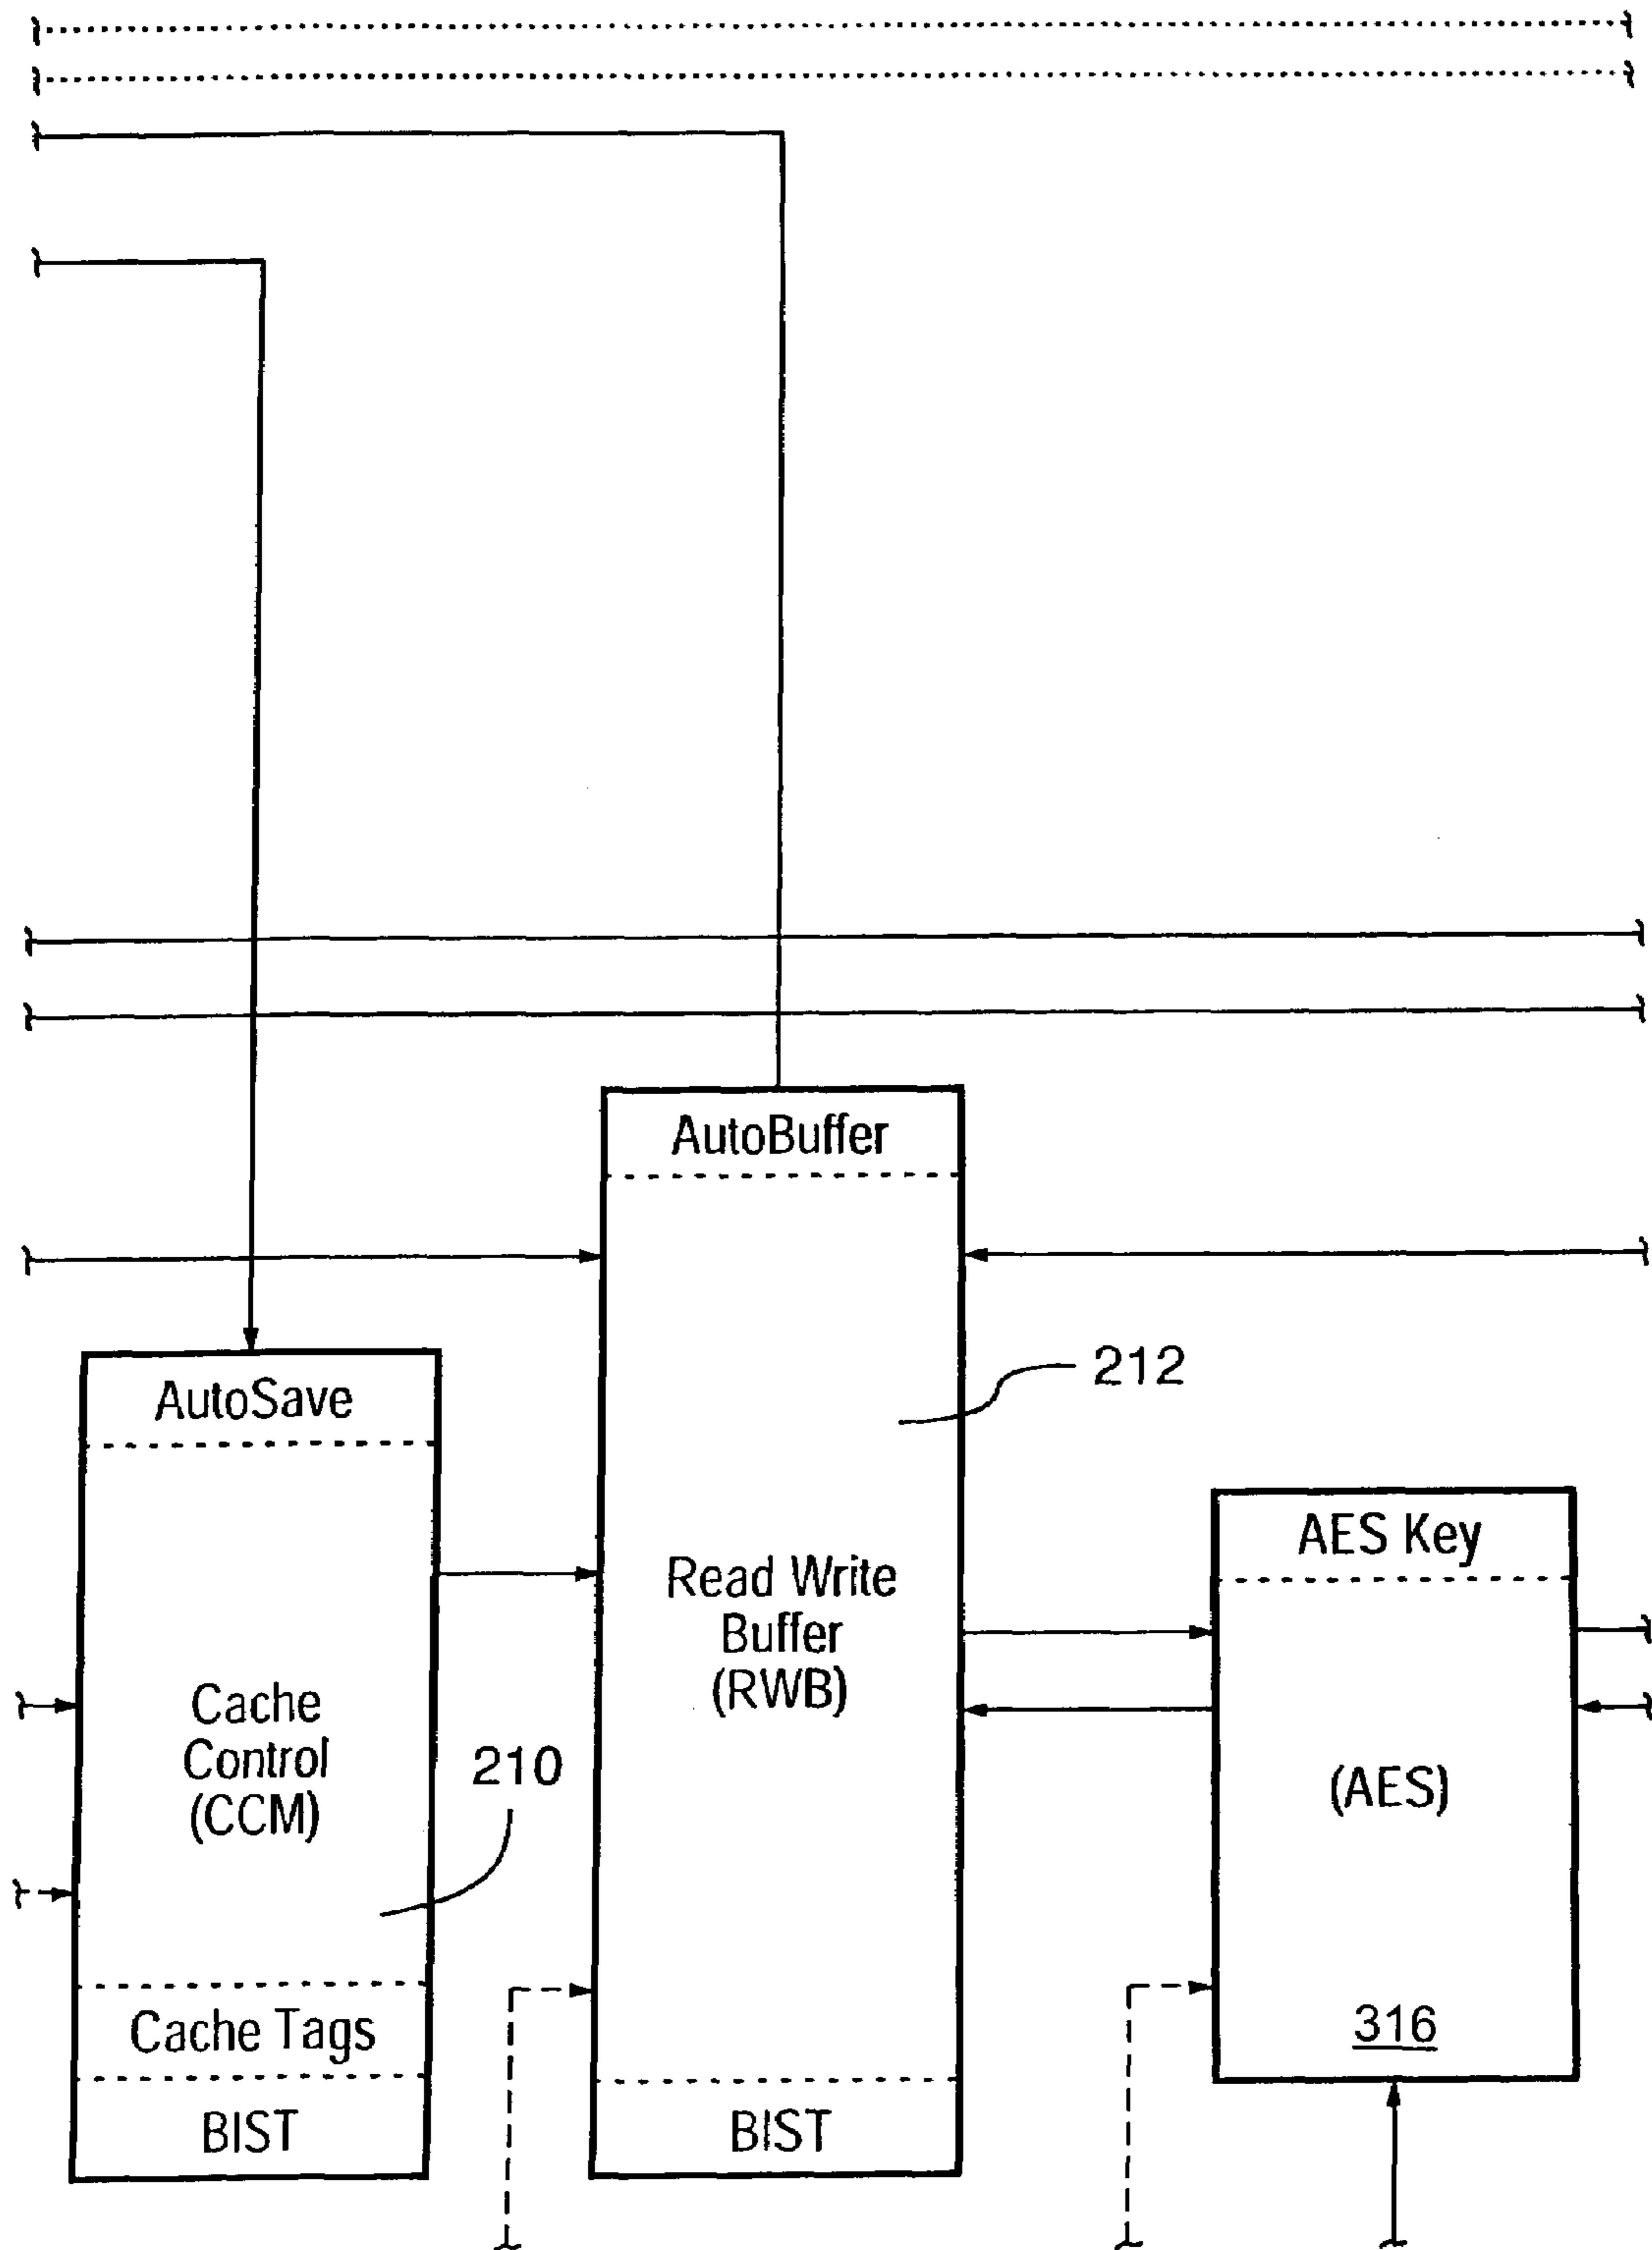 AutoBuffer
212
AutoSave
AES Key
Read Write
Buffer
(RWB)
Cache
Control
(CCM)
210
(AES)
316
Cache Tags
BIST
BIST